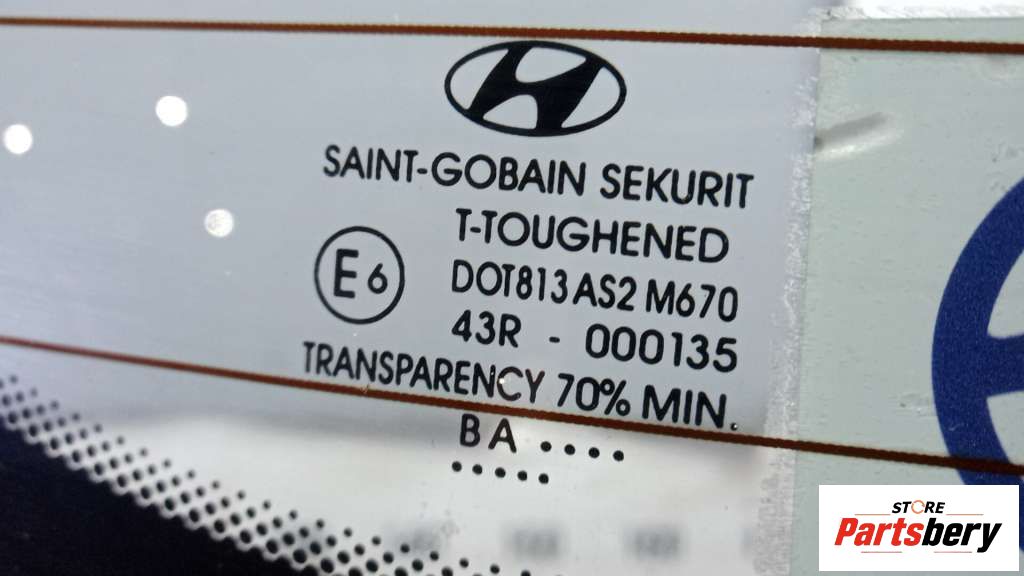 SAINT-GOBAIN SEKURIT
T-TOUGHENED
E6
DOT813 AS2 M670
43R - 000135
TRANSPARENCY 70% MIN.
BA ....
.....
STORE
Partsbery